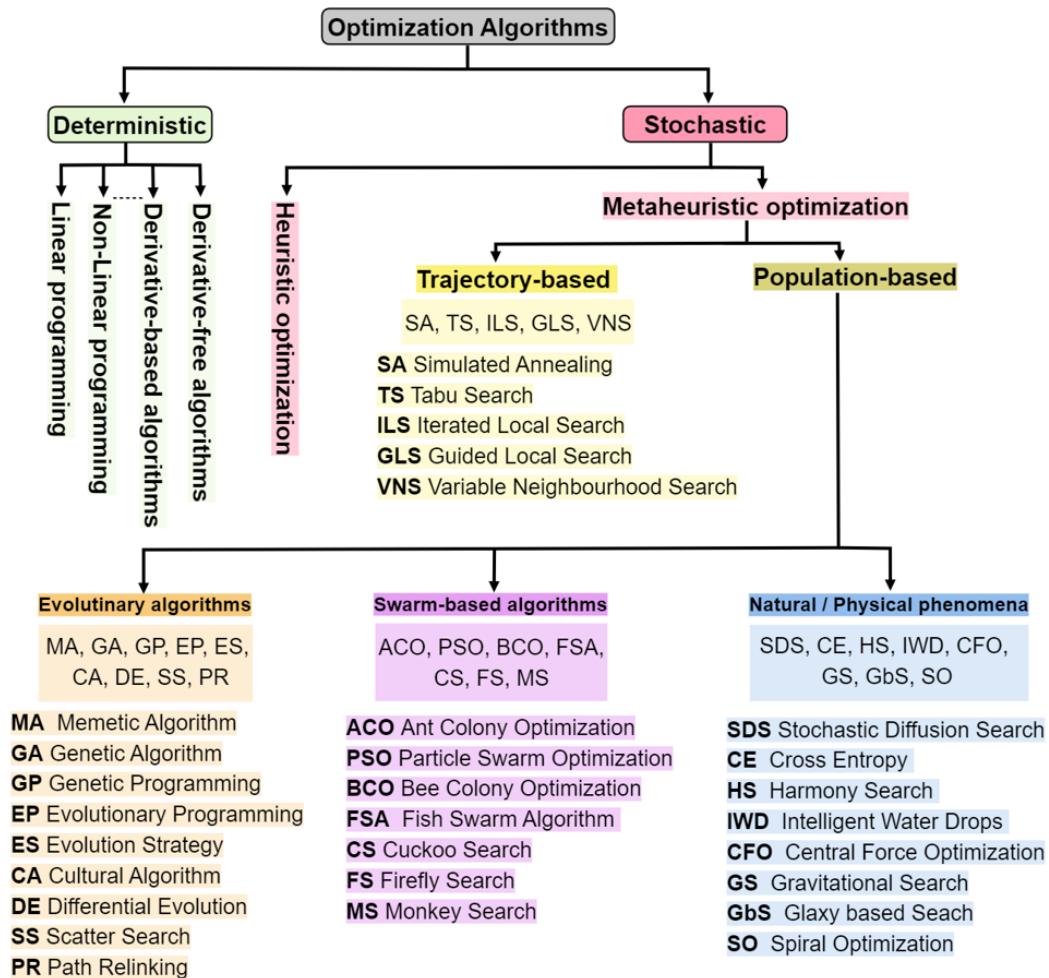 Optimization Algorithms
Deterministic
Stochastic
Linear programming
Non-Linear programming
Derivative-based algorithms
Derivative-free algorithms
Heuristic optimization
Metaheuristic optimization
Trajectory-based
SA, TS, ILS, GLS, VNS
SA Simulated Annealing
TS Tabu Search
ILS Iterated Local Search
GLS Guided Local Search
VNS Variable Neighbourhood Search
Population-based
Evolutinary algorithms
MA, GA, GP, EP, ES,
CA, DE, SS, PR
MA Memetic Algorithm
GA Genetic Algorithm
GP Genetic Programming
EP Evolutionary Programming
ES Evolution Strategy
CA Cultural Algorithm
DE Differential Evolution
SS Scatter Search
PR Path Relinking
Swarm-based algorithms
ACO, PSO, BCO, FSA,
CS, FS, MS
ACO Ant Colony Optimization
PSO Particle Swarm Optimization
BCO Bee Colony Optimization
FSA Fish Swarm Algorithm
CS Cuckoo Search
FS Firefly Search
MS Monkey Search
Natural / Physical phenomena
SDS, CE, HS, IWD, CFO,
GS, GbS, SO
SDS Stochastic Diffusion Search
CE Cross Entropy
HS Harmony Search
IWD Intelligent Water Drops
CFO Central Force Optimization
GS Gravitational Search
GbS Glaxy based Seach
SO Spiral Optimization